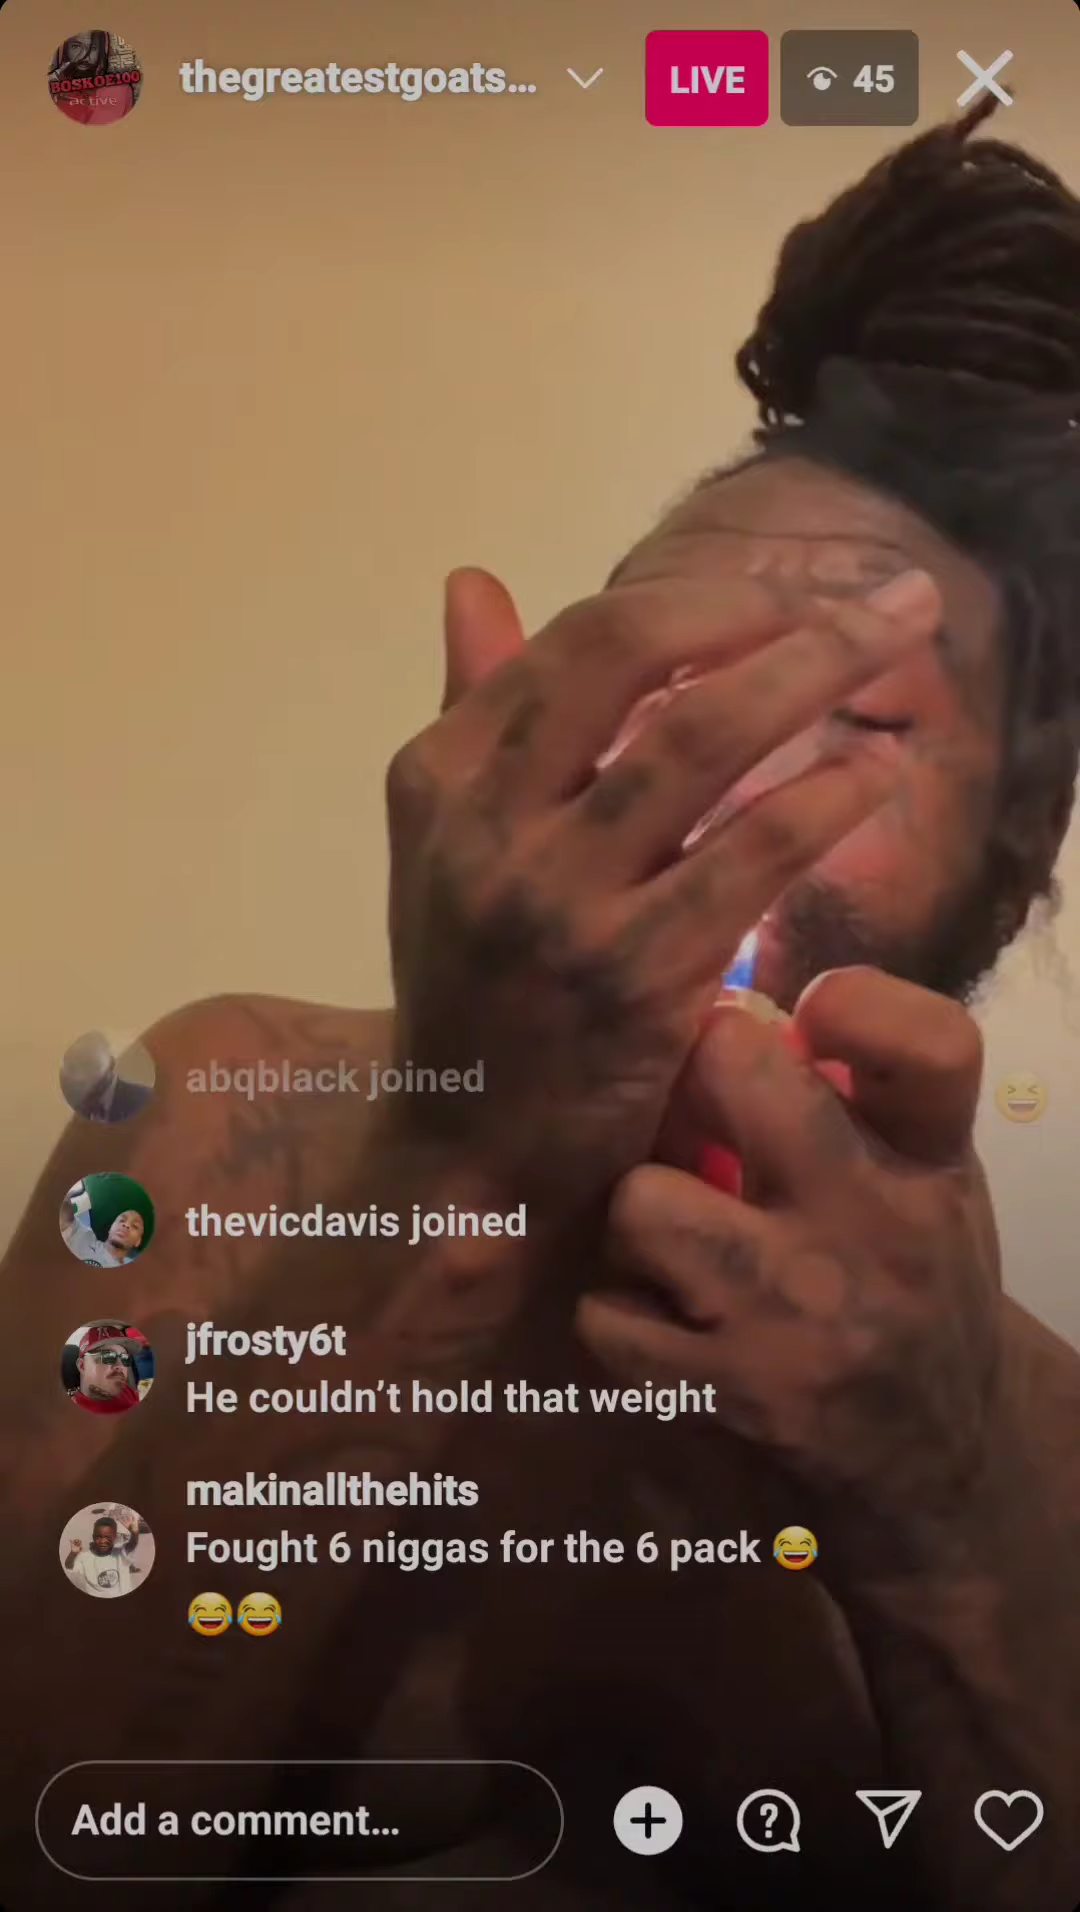 BOSKOE100
active
thegreatestgoats...
LIVE
45
abqblack joined
thevicdavis joined
jfrosty6t
He couldn’t hold that weight
makinallthehits
Fought 6 niggas for the 6 pack 😂
😂😂
Add a comment...